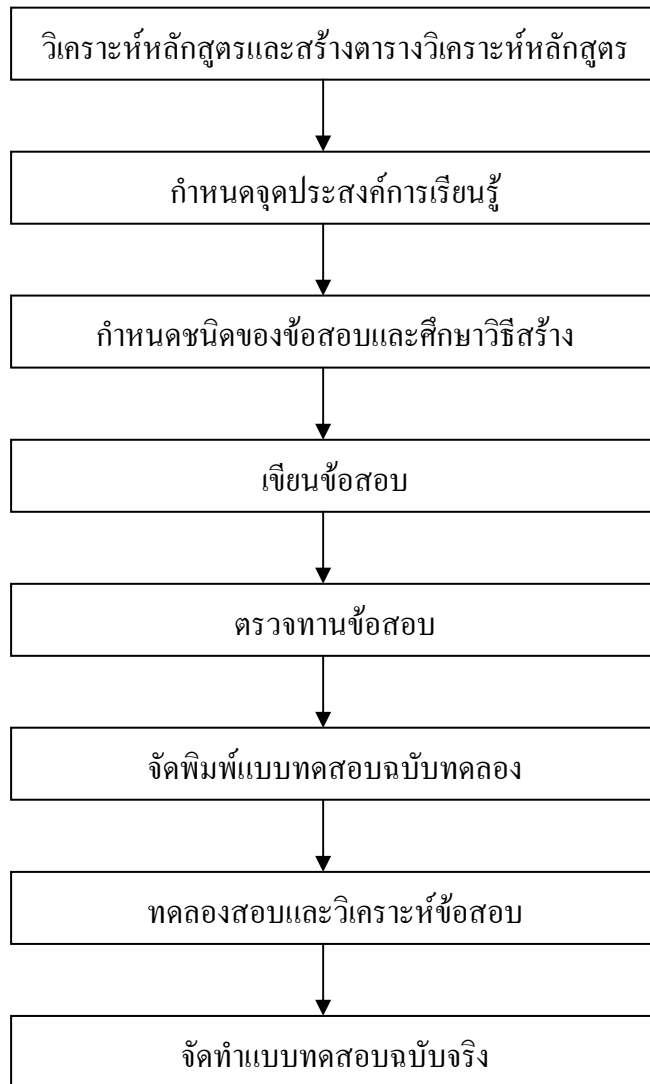 วิเคราะห์หลักสูตรและสร้างตารางวิเคราะห์หลักสูตร
กำหนดจุดประสงค์การเรียนรู้
กำหนดชนิดของข้อสอบและศึกษาวิธีสร้าง
เขียนข้อสอบ
ตรวจทานข้อสอบ
จัดพิมพ์แบบทดสอบฉบับทดลอง
ทดลองสอบและวิเคราะห์ข้อสอบ
จัดทำแบบทดสอบฉบับจริง